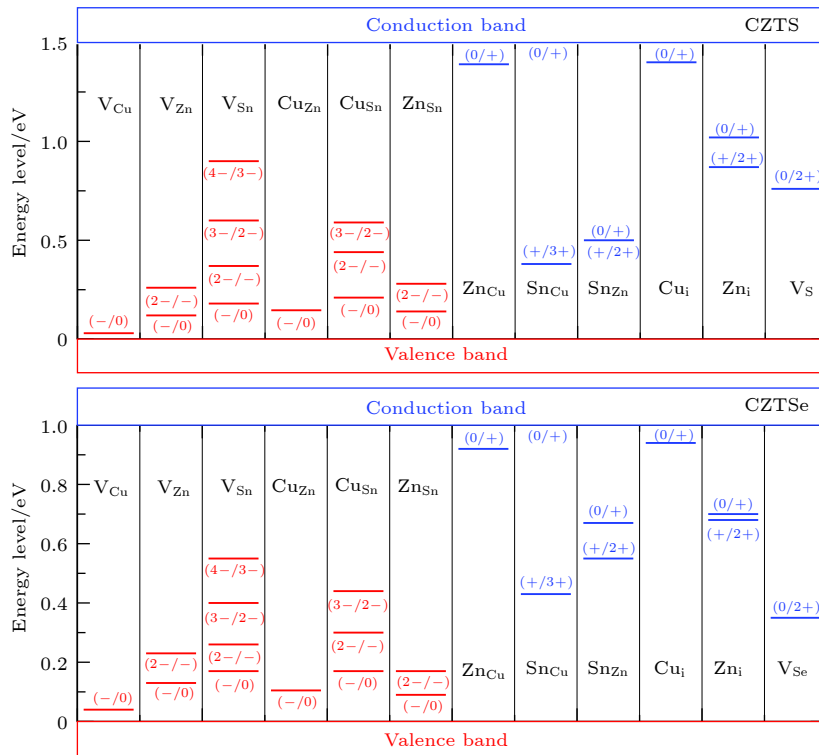 Conduction band CZTS
1.5
(0/+) (0/+) (0/+)
V_Cu V_Zn V_Sn Cu_Zn Cu_Sn Zn_Sn
1.0
(0/+)
(+/2+)
(4−/3−)
(0/2+)
Energy level/eV
(3−/2−) (3−/2−) (0/+)
0.5
(+/3+) (+/2+)
(2−/−) (2−/−)
Zn_Cu Sn_Cu Sn_Zn Cu_i Zn_i V_S
(2−/−) (2−/−)
(−/0) (−/0) (−/0) (−/0) (−/0) (−/0)
0
Valence band
Conduction band CZTSe
1.0
(0/+) (0/+) (0/+)
0.8
V_Cu V_Zn V_Sn Cu_Zn Cu_Sn Zn_Sn
(0/+) (0/+)
Energy level/eV
0.6
(+/2+) (+/2+)
(4−/3−)
(+/3+)
0.4
(3−/2−) (3−/2−) (0/2+)
(2−/−) (2−/−) (2−/−)
0.2
Zn_Cu Sn_Cu Sn_Zn Cu_i Zn_i V_Se
(2−/−)
(−/0) (−/0) (−/0) (−/0) (−/0) (−/0)
0
Valence band